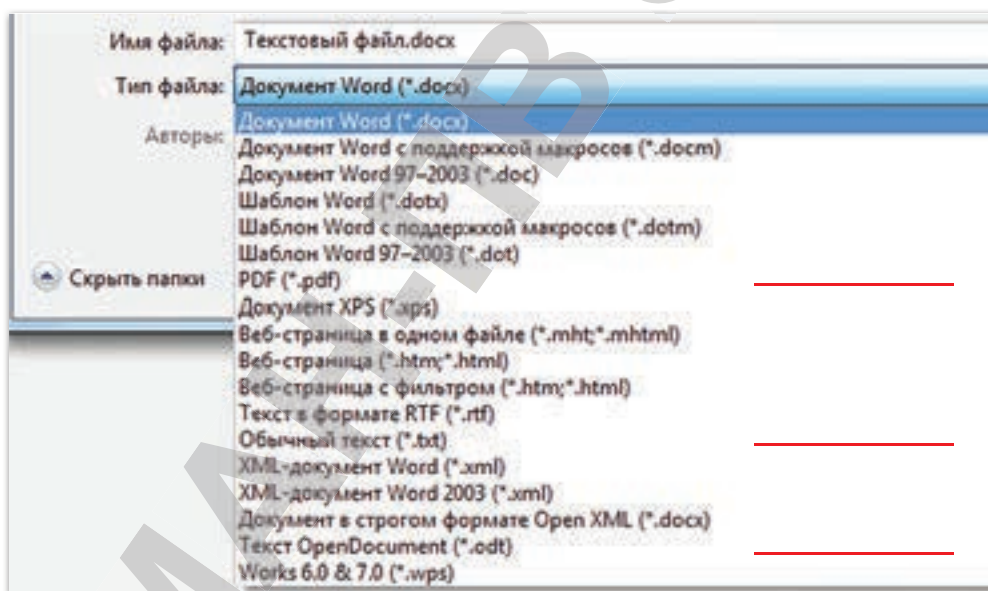 Имя файла: Текстовый файл.docx
Тип файла: Документ Word (*.docx)
Авторы: Документ Word (*.docx)
Документ Word с поддержкой макросов (*.docm)
Документ Word 97–2003 (*.doc)
Шаблон Word (*.dotx)
Шаблон Word с поддержкой макросов (*.dotm)
Шаблон Word 97–2003 (*.dot)
Скрыть папки PDF (*.pdf)
Документ XPS (*.xps)
Веб-страница в одном файле (*.mht;*.mhtml)
Веб-страница (*.htm;*.html)
Веб-страница с фильтром (*.htm;*.html)
Текст в формате RTF (*.rtf)
Обычный текст (*.txt)
XML-документ Word (*.xml)
XML-документ Word 2003 (*.xml)
Документ в строгом формате Open XML (*.docx)
Текст OpenDocument (*.odt)
Works 6.0 & 7.0 (*.wps)